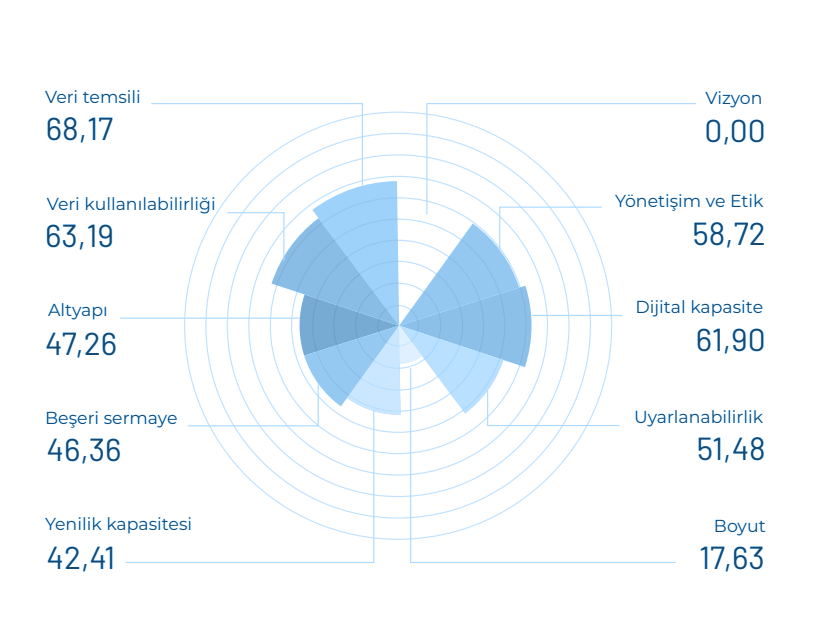 Veri temsili
68,17
Veri kullanılabilirliği
63,19
Altyapı
47,26
Beşeri sermaye
46,36
Yenilik kapasitesi
42,41
Vizyon
0,00
Yönetişim ve Etik
58,72
Dijital kapasite
61,90
Uyarlanabilirlik
51,48
Boyut
17,63